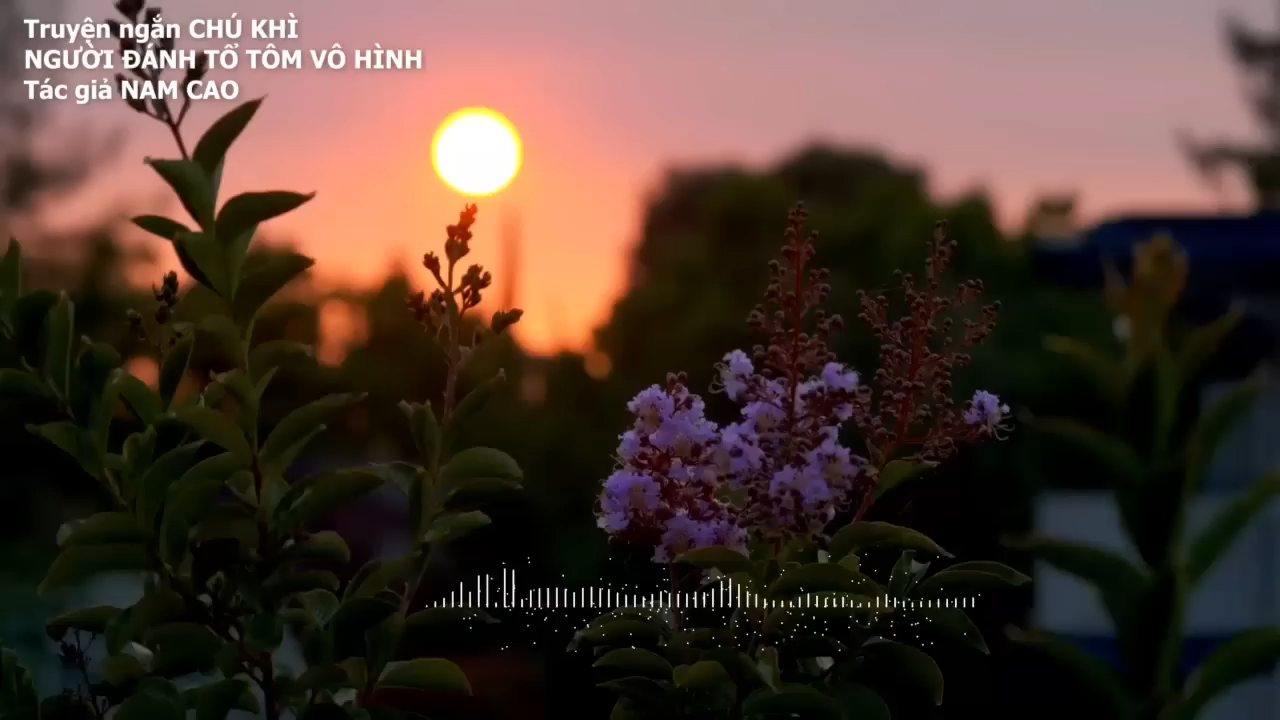 Truyện ngắn CHÚ KHÌ
NGƯỜI ĐÁNH TỔ TÔM VÔ HÌNH
Tác giả NAM CAO